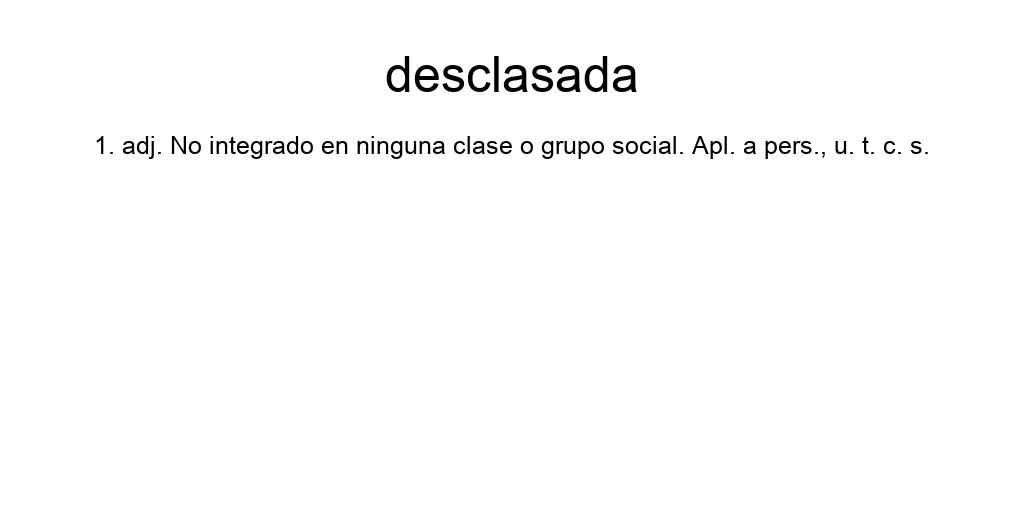 desclasada
1. adj. No integrado en ninguna clase o grupo social. Apl. a pers., u. t. c. s.